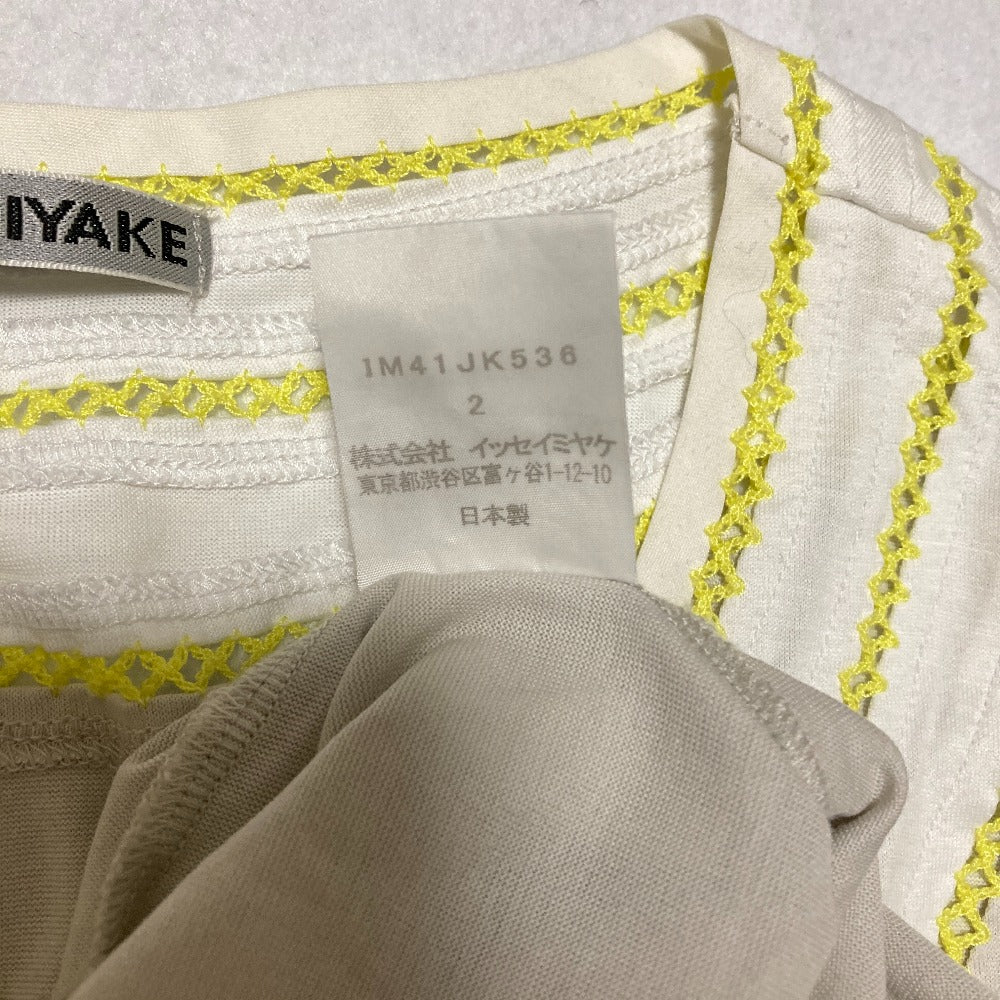 IYAKE
IM41JK536
2
株式会社 イッセイミヤケ
東京都渋谷区富ヶ谷1-12-10
日本製